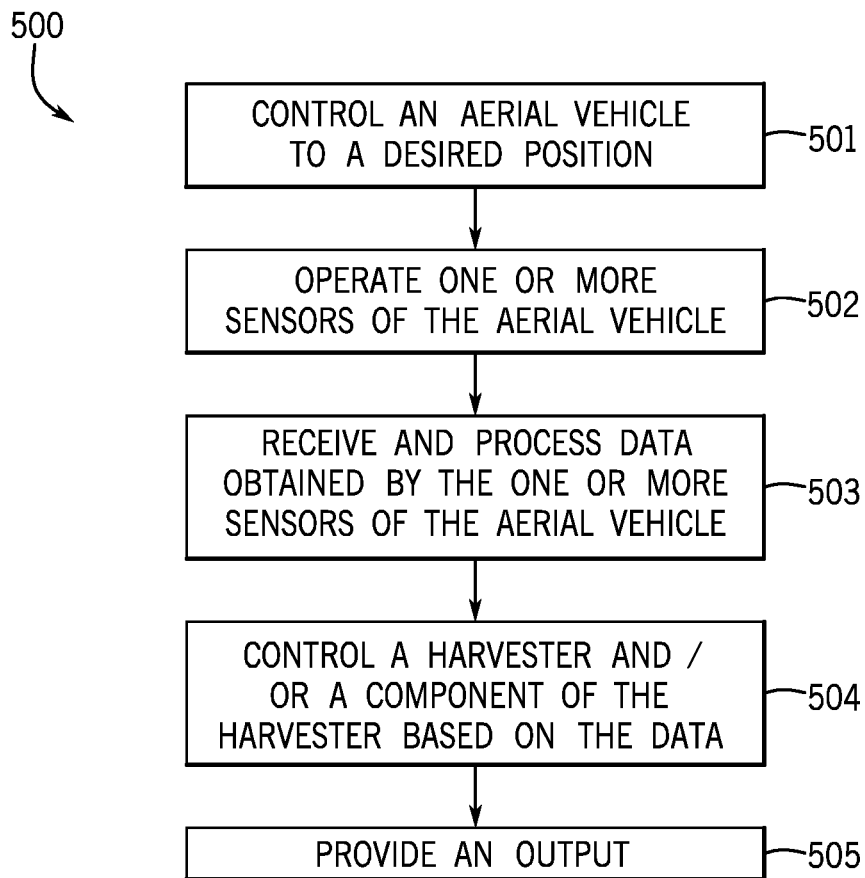 500
CONTROL AN AERIAL VEHICLE
TO A DESIRED POSITION
501
OPERATE ONE OR MORE
SENSORS OF THE AERIAL VEHICLE
502
RECEIVE AND PROCESS DATA
OBTAINED BY THE ONE OR MORE
SENSORS OF THE AERIAL VEHICLE
503
CONTROL A HARVESTER AND /
OR A COMPONENT OF THE
HARVESTER BASED ON THE DATA
504
PROVIDE AN OUTPUT
505